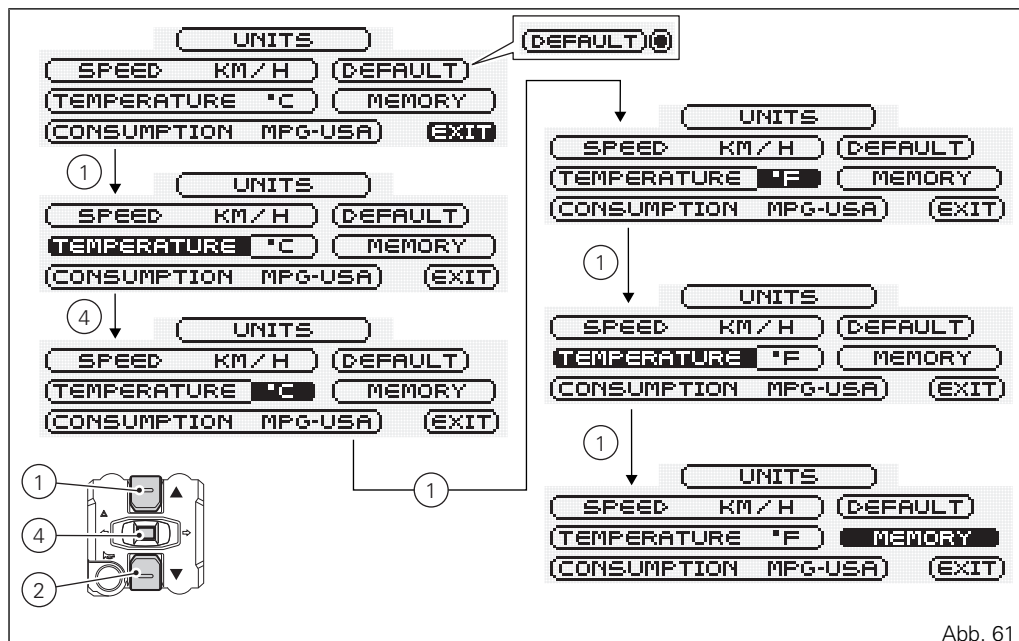 UNITS
DEFAULT
SPEED KM/H DEFAULT
TEMPERATURE °C MEMORY
CONSUMPTION MPG-USA EXIT
1
UNITS
SPEED KM/H DEFAULT
TEMPERATURE °C MEMORY
CONSUMPTION MPG-USA EXIT
4
UNITS
SPEED KM/H DEFAULT
TEMPERATURE °C MEMORY
CONSUMPTION MPG-USA EXIT
1
4
2
1
UNITS
SPEED KM/H DEFAULT
TEMPERATURE °F MEMORY
CONSUMPTION MPG-USA EXIT
1
UNITS
SPEED KM/H DEFAULT
TEMPERATURE °F MEMORY
CONSUMPTION MPG-USA EXIT
1
UNITS
SPEED KM/H DEFAULT
TEMPERATURE °F MEMORY
CONSUMPTION MPG-USA EXIT
Abb. 61